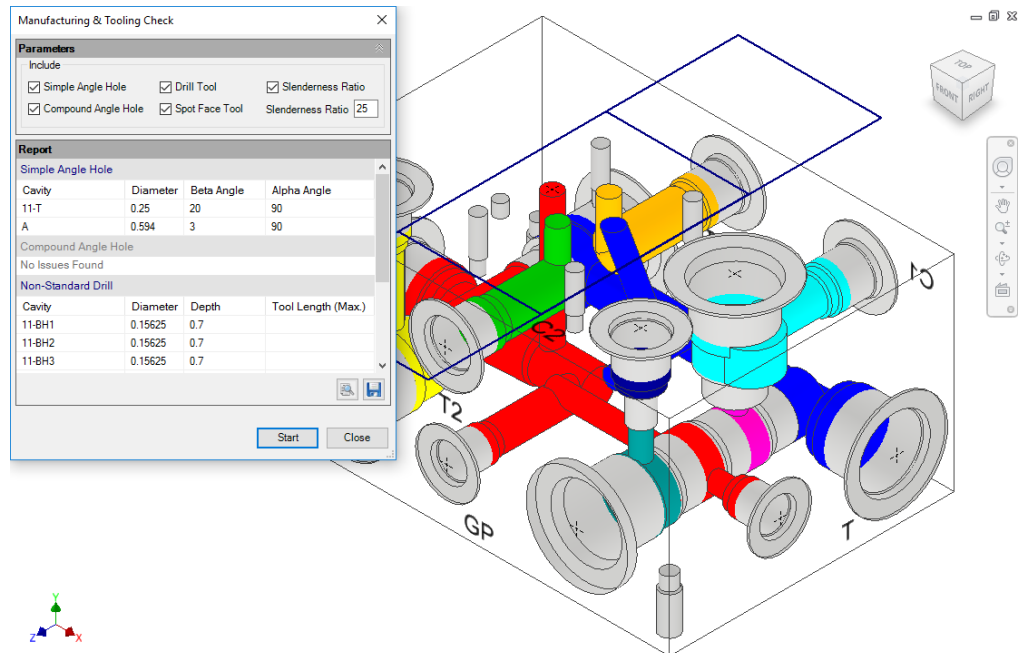 Manufacturing & Tooling Check
Parameters
Include
Simple Angle Hole Drill Tool Slenderness Ratio
Compound Angle Hole Spot Face Tool Slenderness Ratio 25
Report
Simple Angle Hole
Cavity Diameter Beta Angle Alpha Angle
11-T 0.25 20 90
A 0.594 3 90
Compound Angle Hole
No Issues Found
Non-Standard Drill
Cavity Diameter Depth Tool Length (Max.)
11-BH1 0.15625 0.7
11-BH2 0.15625 0.7
11-BH3 0.15625 0.7
Start Close
TOP
FRONT RIGHT
C1
C2
T2
GP
T
Y
Z X